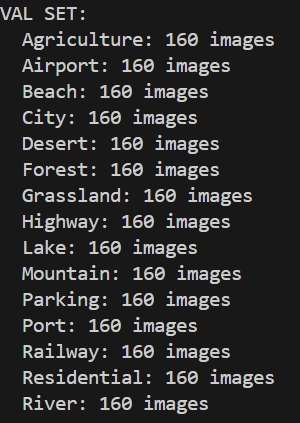 VAL SET:
Agriculture: 160 images
Airport: 160 images
Beach: 160 images
City: 160 images
Desert: 160 images
Forest: 160 images
Grassland: 160 images
Highway: 160 images
Lake: 160 images
Mountain: 160 images
Parking: 160 images
Port: 160 images
Railway: 160 images
Residential: 160 images
River: 160 images